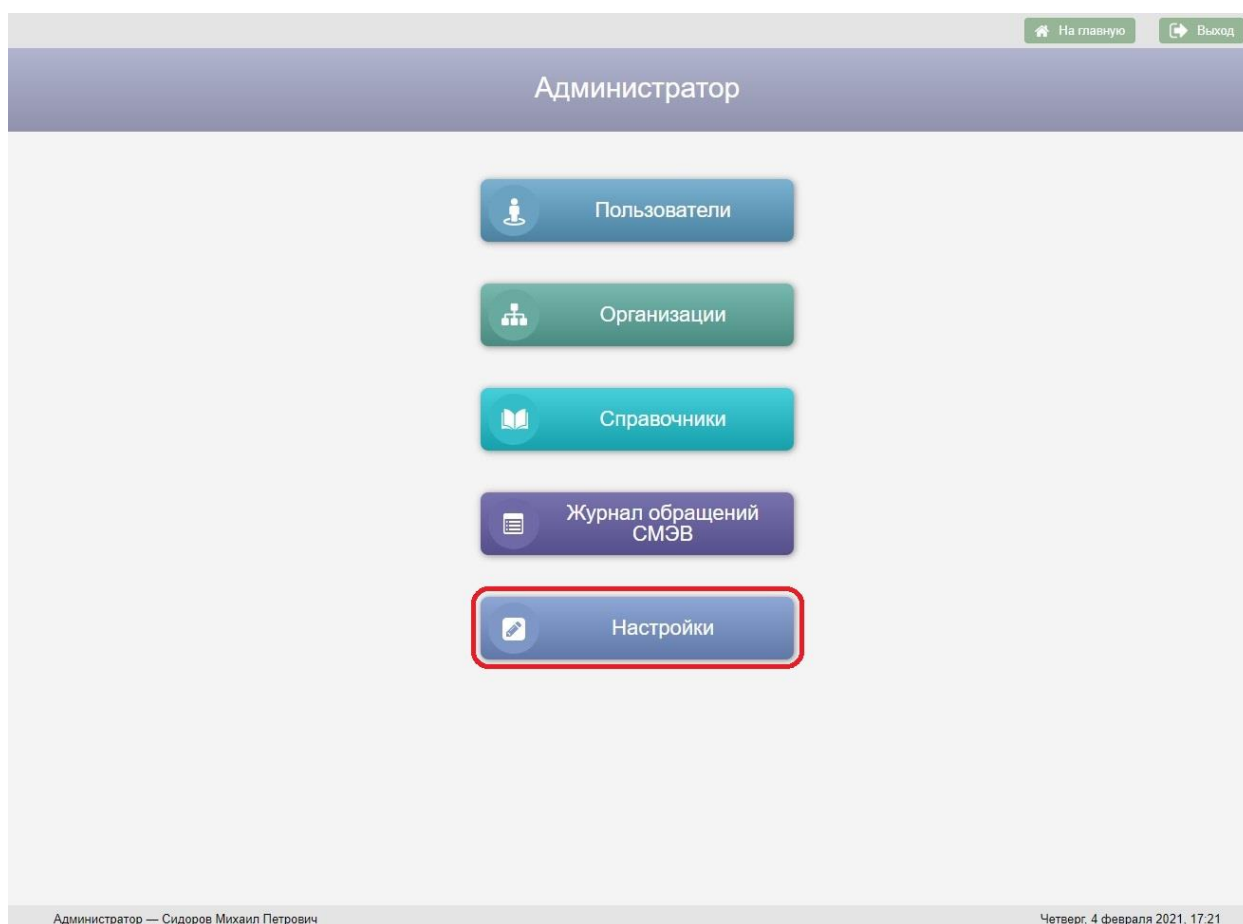 На главную
Выход
Администратор
Пользователи
Организации
Справочники
Журнал обращений
СМЭВ
Настройки
Администратор — Сидоров Михаил Петрович
Четверг, 4 февраля 2021, 17:21